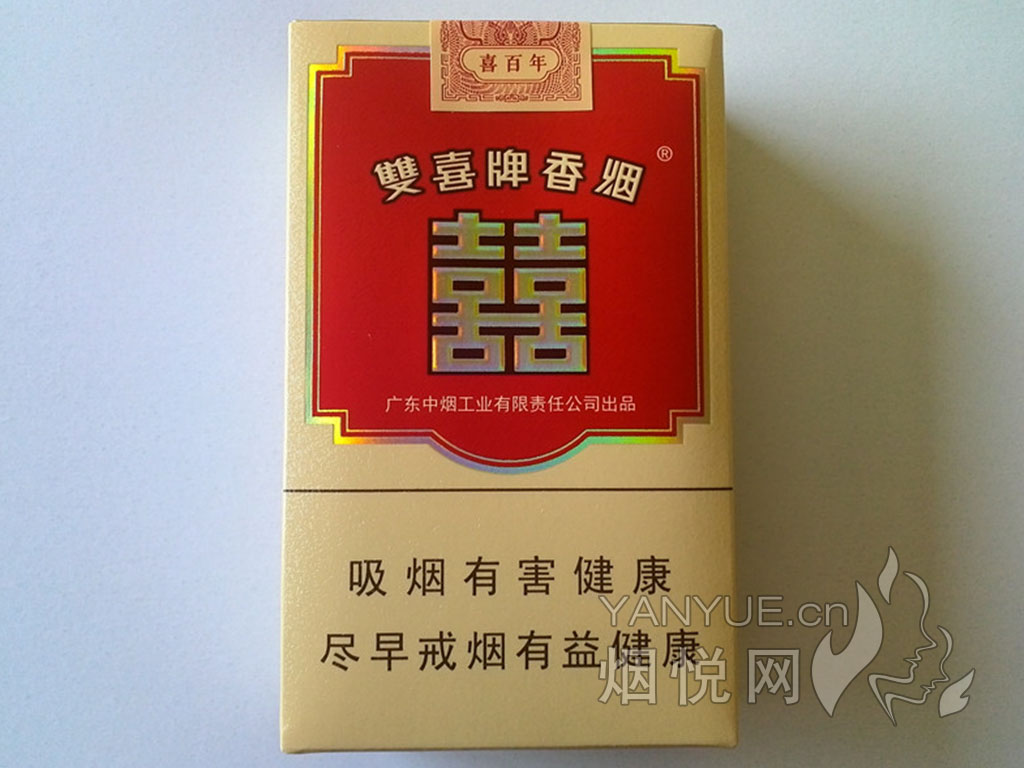 喜百年
雙喜牌香烟®
囍
广东中烟工业有限责任公司出品
吸烟有害健康
尽早戒烟有益健康
YANYUE.cn
烟悦网